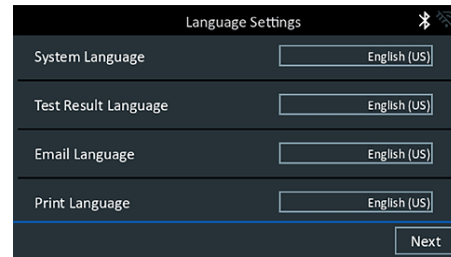 Language Settings
System Language English (US)
Test Result Language English (US)
Email Language English (US)
Print Language English (US)
Next